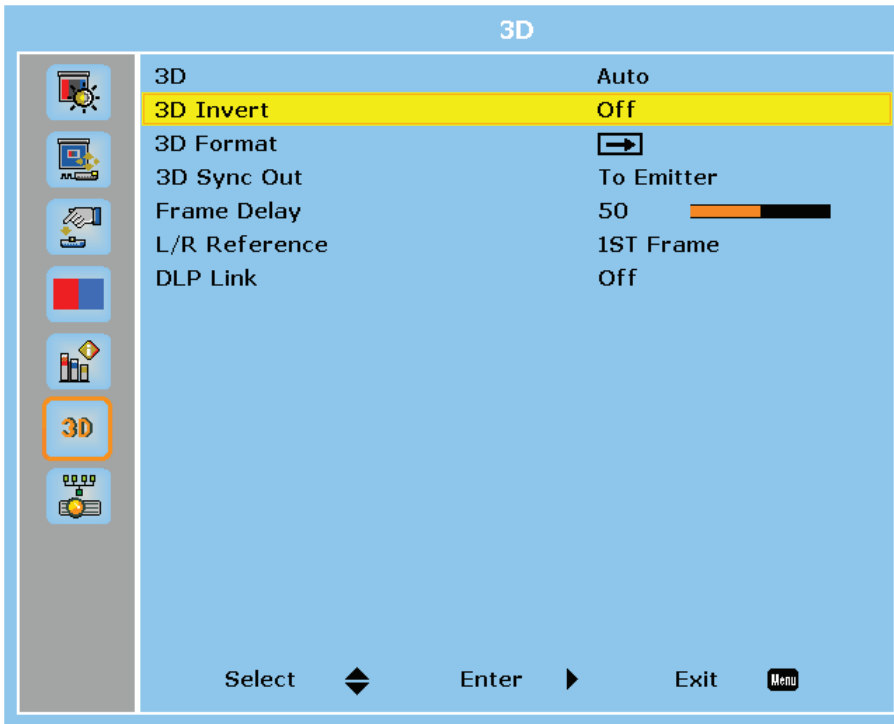 3D
3D Auto
3D Invert Off
3D Format
3D Sync Out To Emitter
Frame Delay 50
L/R Reference 1ST Frame
DLP Link Off
3D
Select Enter Exit Menu